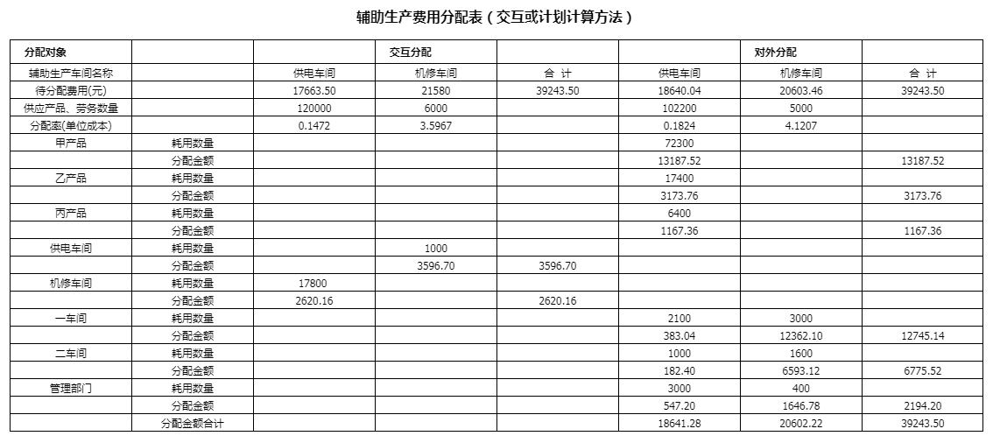 辅助生产费用分配表（交互或计划计算方法）
分配对象 交互分配 对外分配
辅助生产车间名称 供电车间 机修车间 合 计 供电车间 机修车间 合 计
待分配费用(元) 17663.50 21580 39243.50 18640.04 20603.46 39243.50
供应产品、劳务数量 120000 6000 102200 5000
分配率(单位成本) 0.1472 3.5967 0.1824 4.1207
甲产品 耗用数量 72300
分配金额 13187.52 13187.52
乙产品 耗用数量 17400
分配金额 3173.76 3173.76
丙产品 耗用数量 6400
分配金额 1167.36 1167.36
供电车间 耗用数量 1000
分配金额 3596.70 3596.70
机修车间 耗用数量 17800
分配金额 2620.16 2620.16
一车间 耗用数量 2100 3000
分配金额 383.04 12362.10 12745.14
二车间 耗用数量 1000 1600
分配金额 182.40 6593.12 6775.52
管理部门 耗用数量 3000 400
分配金额 547.20 1646.78 2194.20
分配金额合计 18641.28 20602.22 39243.50